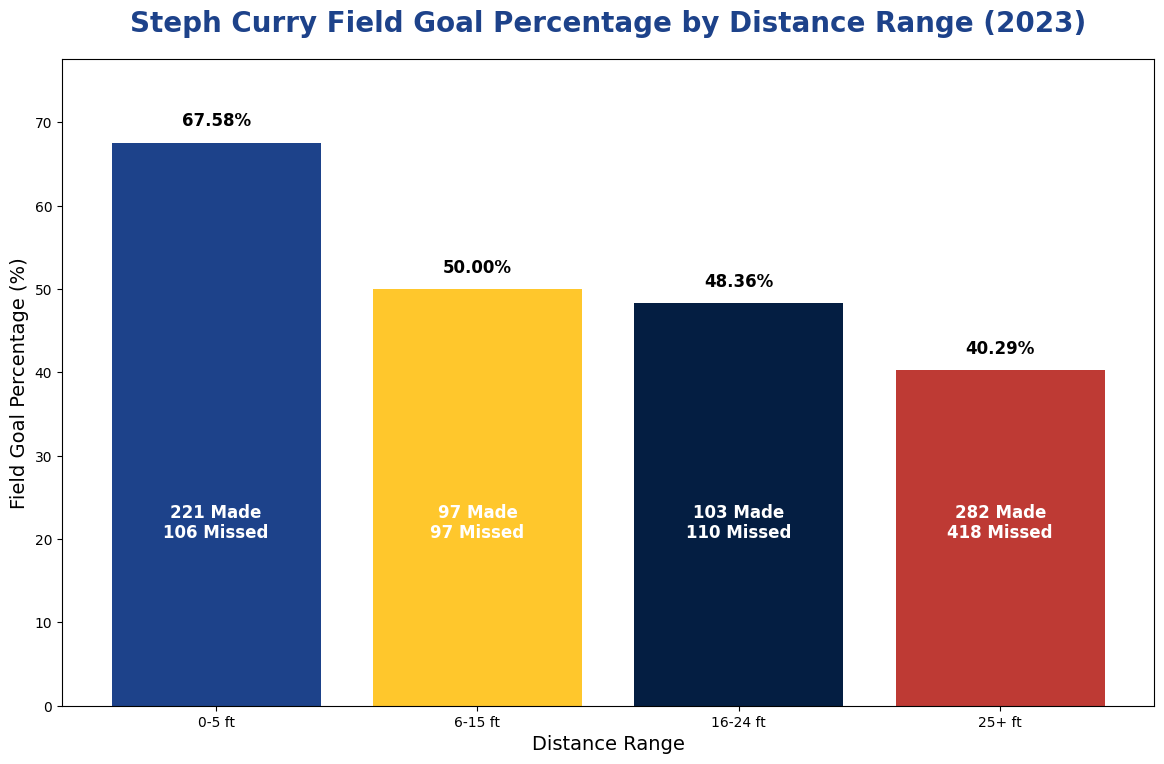 Steph Curry Field Goal Percentage by Distance Range (2023)
Field Goal Percentage (%)
70
60
50
40
30
20
10
0
67.58%
50.00%
48.36%
40.29%
221 Made
106 Missed
97 Made
97 Missed
103 Made
110 Missed
282 Made
418 Missed
0-5 ft
6-15 ft
16-24 ft
25+ ft
Distance Range